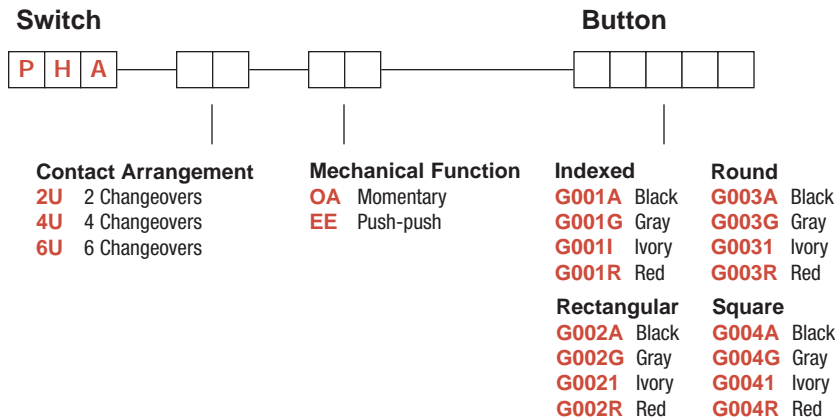 Switch
Button
P H A
Contact Arrangement
2U 2 Changeovers
4U 4 Changeovers
6U 6 Changeovers
Mechanical Function
OA Momentary
EE Push-push
Indexed
G001A Black
G001G Gray
G001I Ivory
G001R Red
Round
G003A Black
G003G Gray
G0031 Ivory
G003R Red
Rectangular
G002A Black
G002G Gray
G0021 Ivory
G002R Red
Square
G004A Black
G004G Gray
G0041 Ivory
G004R Red